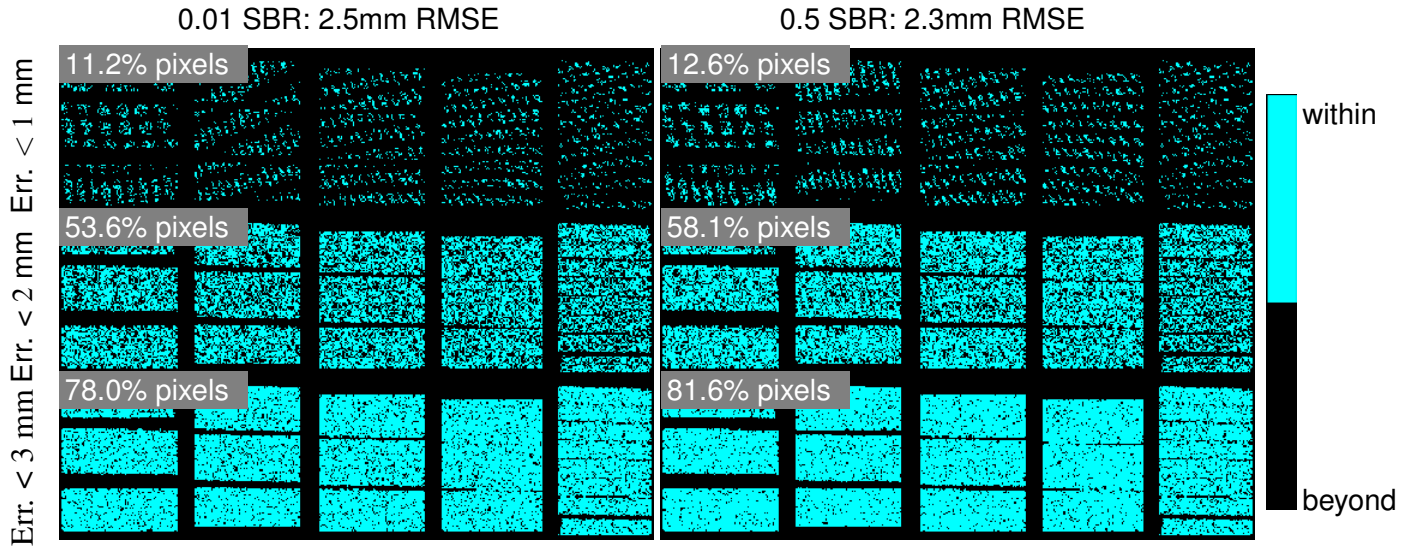 0.01 SBR: 2.5mm RMSE
0.5 SBR: 2.3mm RMSE
Err. < 1 mm
11.2% pixels
12.6% pixels
Err. < 2 mm
53.6% pixels
58.1% pixels
Err. < 3 mm
78.0% pixels
81.6% pixels
within
beyond